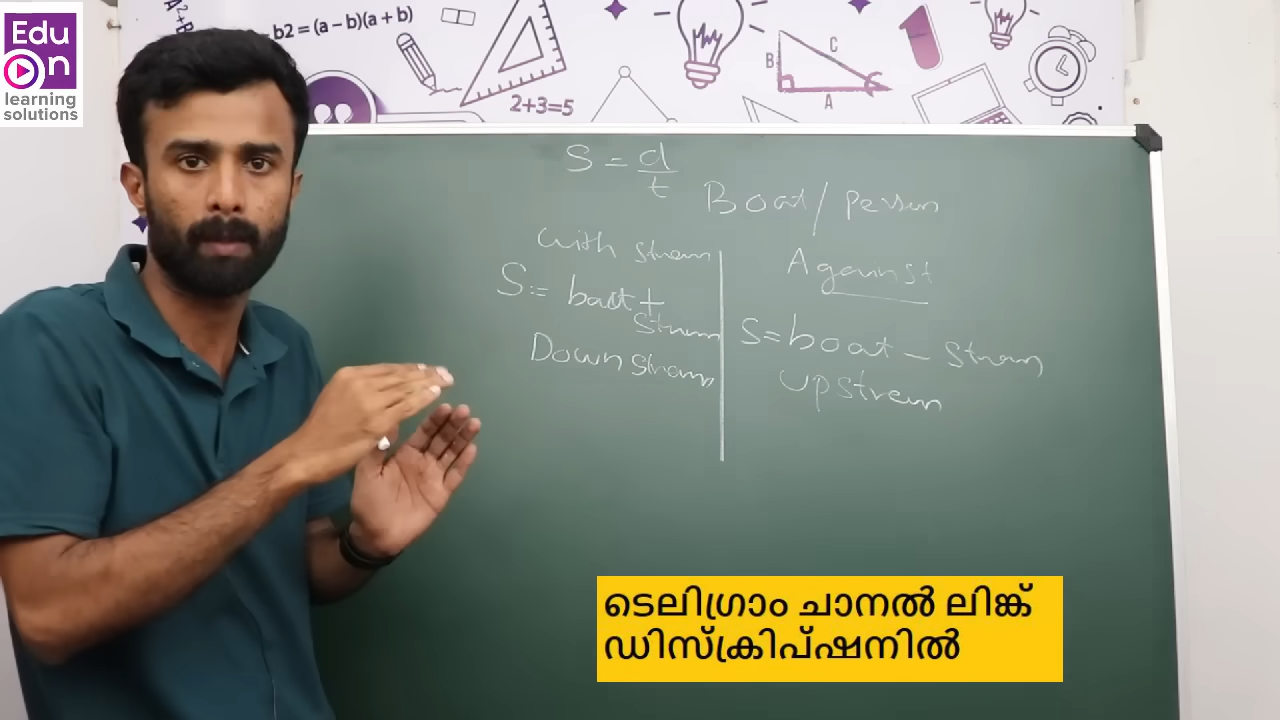 Edu
On
learning
solutions
A²+B
b2 = (a – b)(a + b)
2+3=5
B
C
A
S = d/t
Boat / person
with stream
S = boat +
stream
Down stream
Against
S = boat – stream
upstream
ടെലിഗ്രാം ചാനൽ ലിങ്ക്
ഡിസ്ക്രിപ്ഷനിൽ